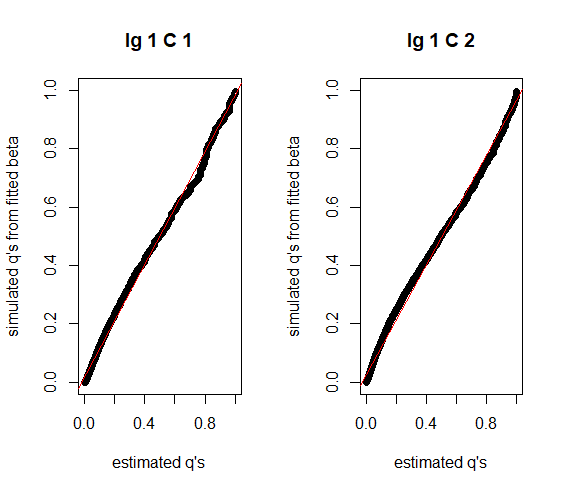 lg 1 C 1
simulated q's from fitted beta
0.0 0.2 0.4 0.6 0.8 1.0
0.0 0.4 0.8
estimated q's
lg 1 C 2
simulated q's from fitted beta
0.0 0.2 0.4 0.6 0.8 1.0
0.0 0.4 0.8
estimated q's